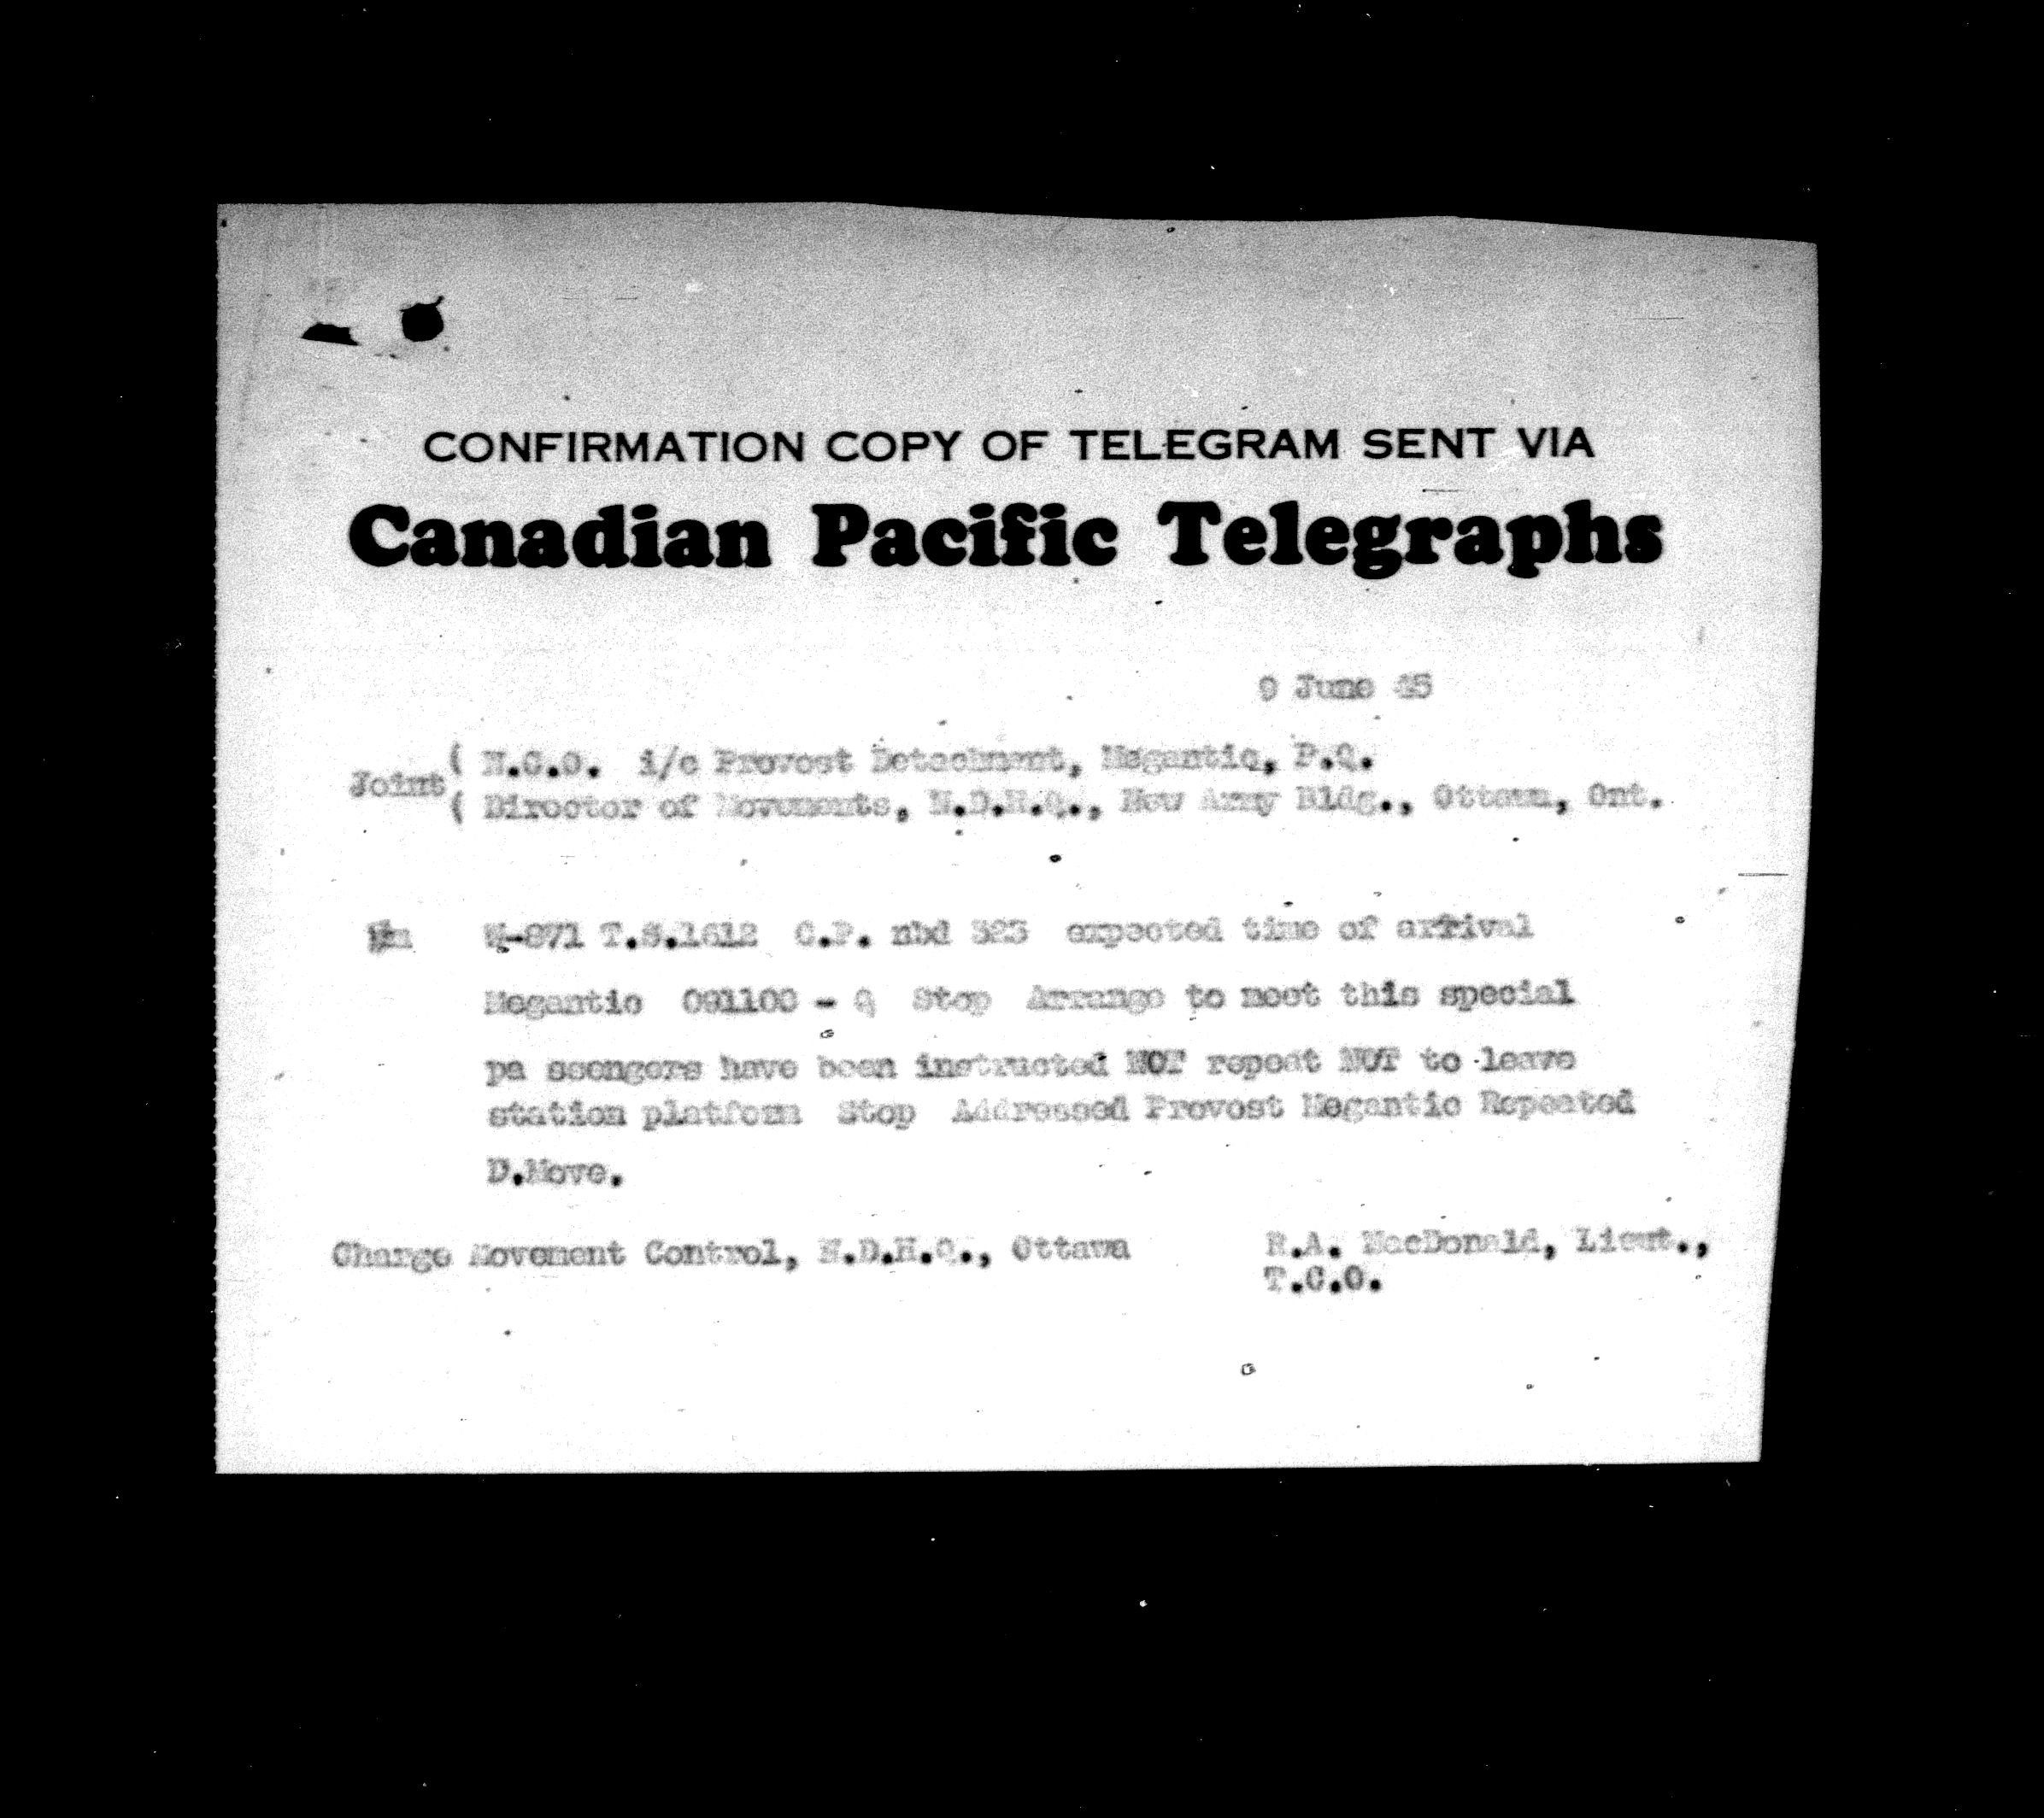 CONFIRMATION COPY OF TELEGRAM SENT VIA
Canadian Pacific Telegraphs
9 June 45
Joint ( N.C.O. i/c Provost Detachment, Megantic, P.Q.
( Director of Movements, N.D.H.Q., New Army Bldg., Ottawa, Ont.
T.S.1612 C.P. nbd 323 expected time of arrival
Megantic 091100 - Q Stop Arrange to meet this special
pa ssengers have been instructed NOT repeat NOT to leave
station platform Stop Addressed Provost Megantic Repeated
D.Move.
Charge Movement Control, N.D.H.Q., Ottawa
R.A. MacDonald, Lieut.,
T.C.O.